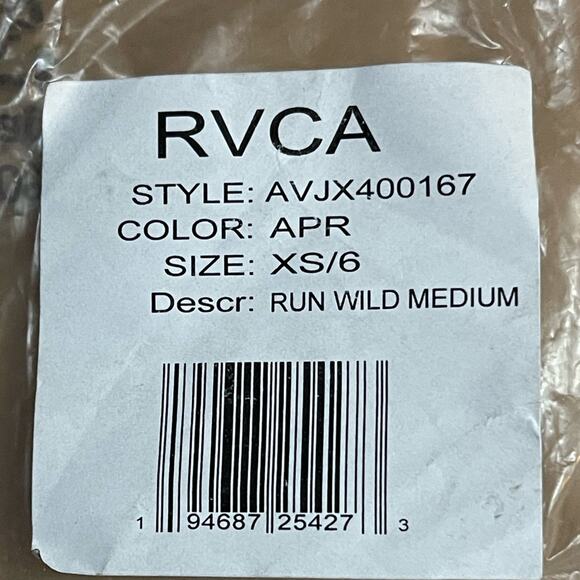 RVCA
STYLE: AVJX400167
COLOR: APR
SIZE: XS/6
Descr: RUN WILD MEDIUM
1 94687 25427 3